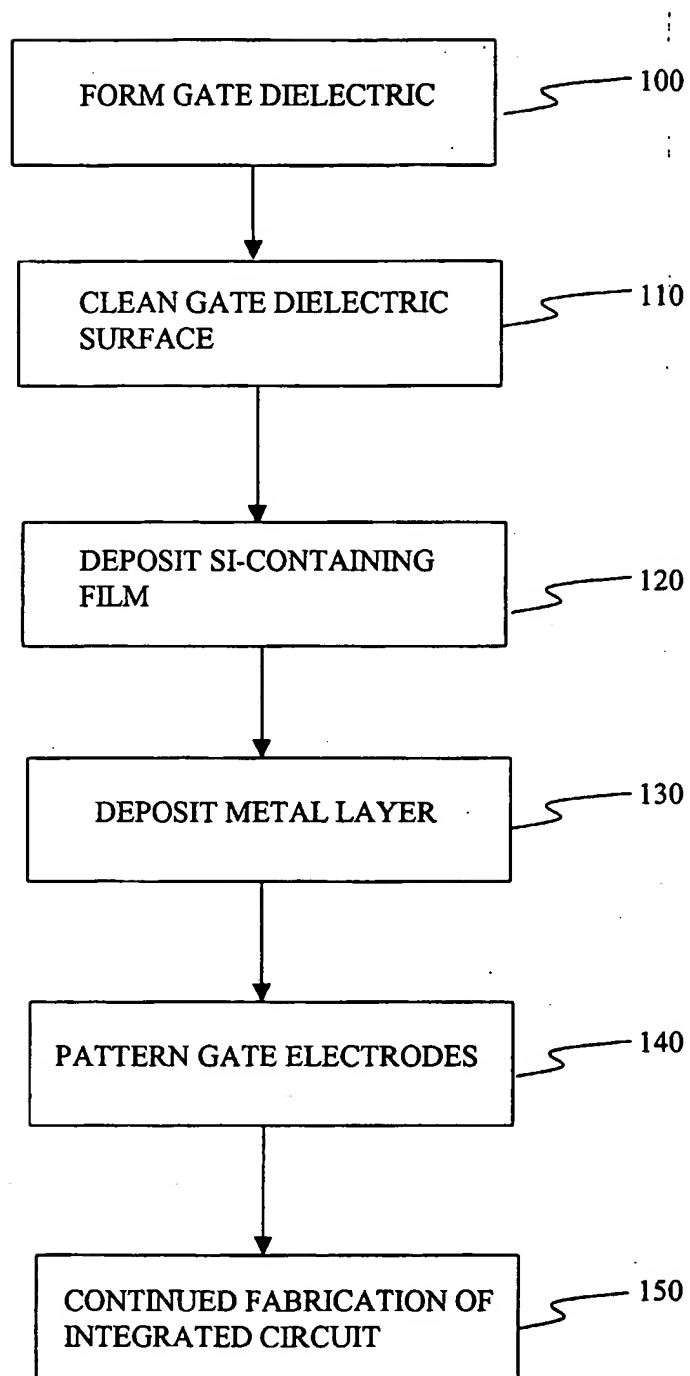 FORM GATE DIELECTRIC
100
CLEAN GATE DIELECTRIC
SURFACE
110
DEPOSIT SI-CONTAINING
FILM
120
DEPOSIT METAL LAYER
130
PATTERN GATE ELECTRODES
140
CONTINUED FABRICATION OF
INTEGRATED CIRCUIT
150